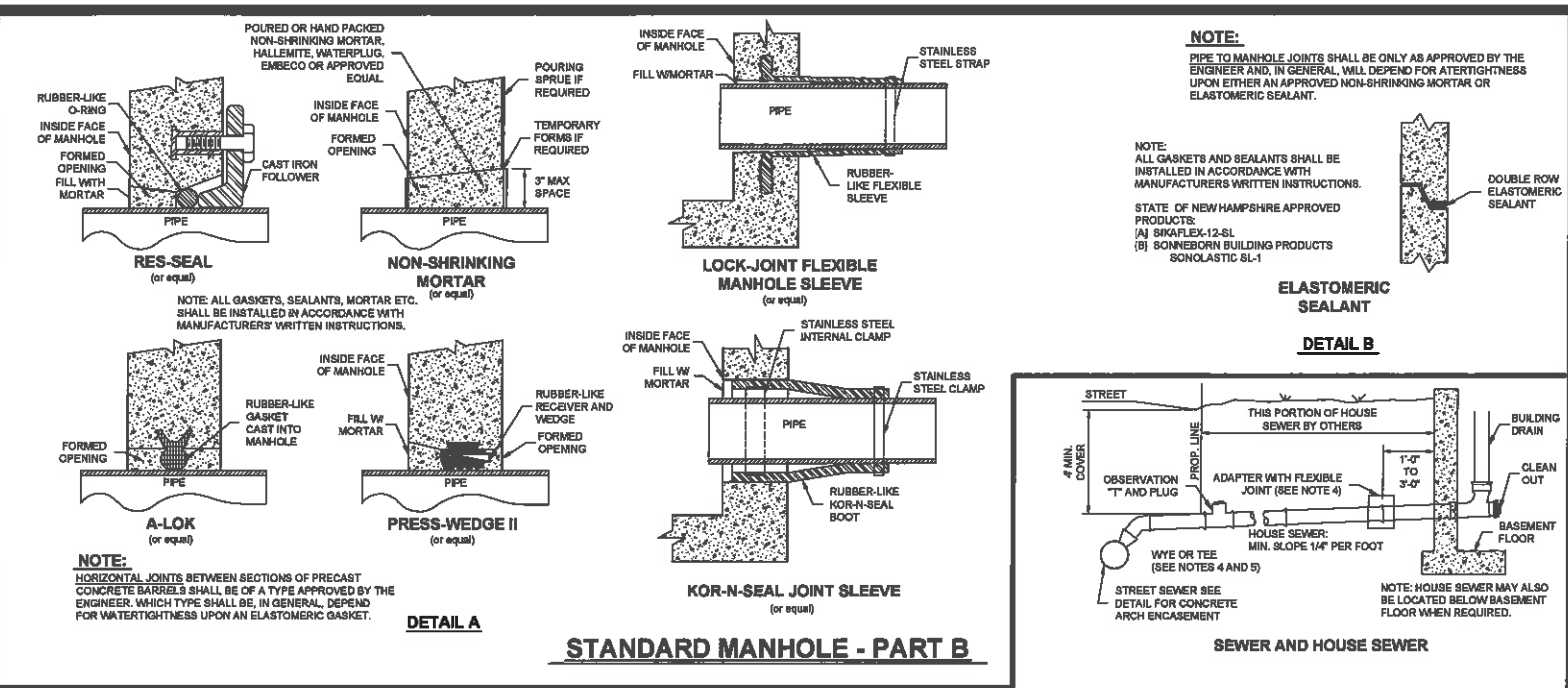 POURED OR HAND PACKED
NON-SHRINKING MORTAR,
HALLEMITE, WATERPLUG,
EMBECO OR APPROVED
EQUAL
RUBBER-LIKE
O-RING
INSIDE FACE
OF MANHOLE
FORMED
OPENING
FILL WITH
MORTAR
CAST IRON
FOLLOWER
PIPE
RES-SEAL
(or equal)
INSIDE FACE
OF MANHOLE
FORMED
OPENING
POURING
SPRUE IF
REQUIRED
TEMPORARY
FORMS IF
REQUIRED
3" MAX
SPACE
PIPE
NON-SHRINKING
MORTAR
(or equal)
NOTE: ALL GASKETS, SEALANTS, MORTAR ETC.
SHALL BE INSTALLED IN ACCORDANCE WITH
MANUFACTURERS' WRITTEN INSTRUCTIONS.
INSIDE FACE
OF MANHOLE
FILL W/MORTAR
STAINLESS
STEEL STRAP
PIPE
RUBBER-
LIKE FLEXIBLE
SLEEVE
LOCK-JOINT FLEXIBLE
MANHOLE SLEEVE
(or equal)
FORMED
OPENING
RUBBER-LIKE
GASKET
CAST INTO
MANHOLE
PIPE
A-LOK
(or equal)
INSIDE FACE
OF MANHOLE
FILL W/
MORTAR
RUBBER-LIKE
RECEIVER AND
WEDGE
FORMED
OPENING
PIPE
PRESS-WEDGE II
(or equal)
INSIDE FACE
OF MANHOLE
FILL W/
MORTAR
STAINLESS STEEL
INTERNAL CLAMP
STAINLESS
STEEL CLAMP
PIPE
RUBBER-LIKE
KOR-N-SEAL
BOOT
KOR-N-SEAL JOINT SLEEVE
(or equal)
NOTE:
HORIZONTAL JOINTS BETWEEN SECTIONS OF PRECAST
CONCRETE BARRELS SHALL BE OF A TYPE APPROVED BY THE
ENGINEER. WHICH TYPE SHALL BE, IN GENERAL, DEPEND
FOR WATERTIGHTNESS UPON AN ELASTOMERIC GASKET.
DETAIL A
STANDARD MANHOLE - PART B
NOTE:
PIPE TO MANHOLE JOINTS SHALL BE ONLY AS APPROVED BY THE
ENGINEER AND, IN GENERAL, WILL DEPEND FOR ATERTIGHTNESS
UPON EITHER AN APPROVED NON-SHRINKING MORTAR OR
ELASTOMERIC SEALANT.
NOTE:
ALL GASKETS AND SEALANTS SHALL BE
INSTALLED IN ACCORDANCE WITH
MANUFACTURERS WRITTEN INSTRUCTIONS.
STATE OF NEW HAMPSHIRE APPROVED
PRODUCTS:
[A] SIKAFLEX-12-SL
[B] SONNEBORN BUILDING PRODUCTS
SONOLASTIC SL-1
DOUBLE ROW
ELASTOMERIC
SEALANT
ELASTOMERIC
SEALANT
DETAIL B
STREET
4' MIN.
COVER
PROP. LINE
THIS PORTION OF HOUSE
SEWER BY OTHERS
BUILDING
DRAIN
OBSERVATION
"T" AND PLUG
ADAPTER WITH FLEXIBLE
JOINT (SEE NOTE 4)
1'-0"
TO
3'-0"
CLEAN
OUT
HOUSE SEWER:
MIN. SLOPE 1/4" PER FOOT
BASEMENT
FLOOR
WYE OR TEE
(SEE NOTES 4 AND 5)
STREET SEWER SEE
DETAIL FOR CONCRETE
ARCH ENCASEMENT
NOTE: HOUSE SEWER MAY ALSO
BE LOCATED BELOW BASEMENT
FLOOR WHEN REQUIRED.
SEWER AND HOUSE SEWER